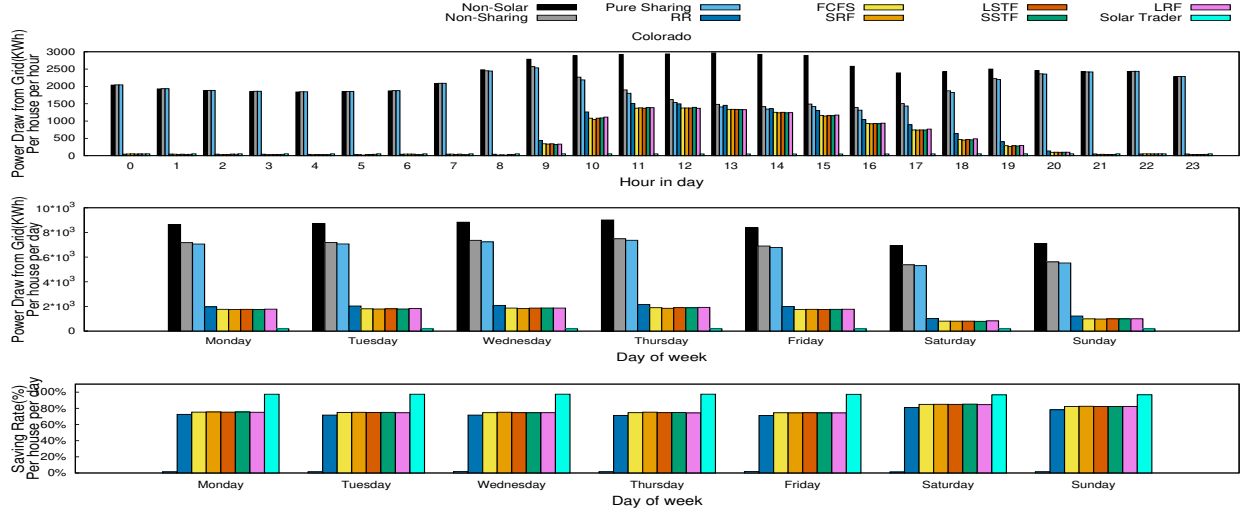 Non-Solar Pure Sharing FCFS LSTF LRF
Non-Sharing RR SRF SSTF Solar Trader
Colorado
Power Draw from Grid(KWh)
Per house per hour
3000
2500
2000
1500
1000
500
0
0 1 2 3 4 5 6 7 8 9 10 11 12 13 14 15 16 17 18 19 20 21 22 23
Hour in day
Power Draw from Grid(KWh)
Per house per day
10*10³
8*10³
6*10³
4*10³
2*10³
0
Monday Tuesday Wednesday Thursday Friday Saturday Sunday
Day of week
Saving Rate(%)
Per house per day
100%
80%
60%
40%
20%
0%
Monday Tuesday Wednesday Thursday Friday Saturday Sunday
Day of week